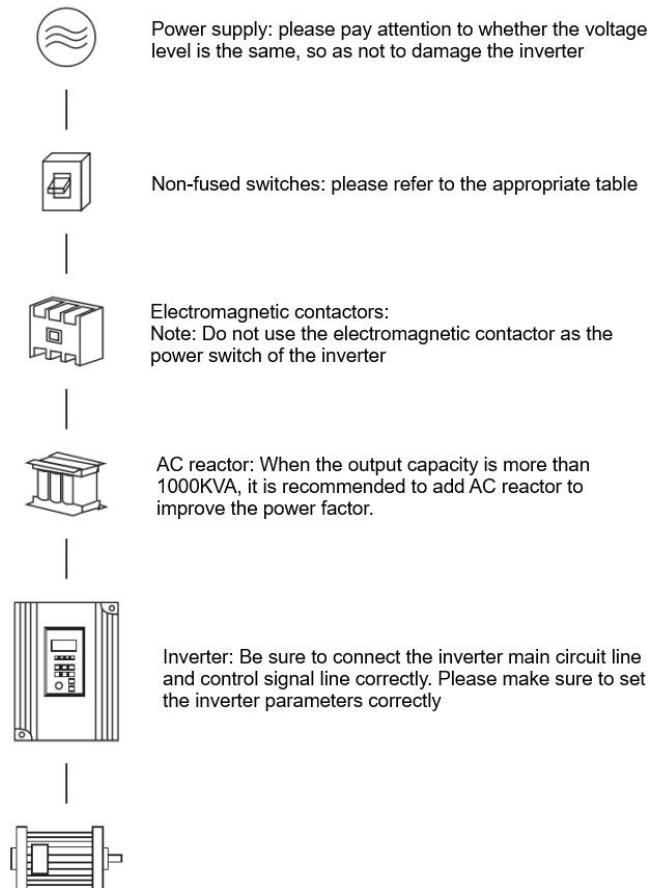 Power supply: please pay attention to whether the voltage
level is the same, so as not to damage the inverter
Non-fused switches: please refer to the appropriate table
Electromagnetic contactors:
Note: Do not use the electromagnetic contactor as the
power switch of the inverter
AC reactor: When the output capacity is more than
1000KVA, it is recommended to add AC reactor to
improve the power factor.
Inverter: Be sure to connect the inverter main circuit line
and control signal line correctly. Please make sure to set
the inverter parameters correctly